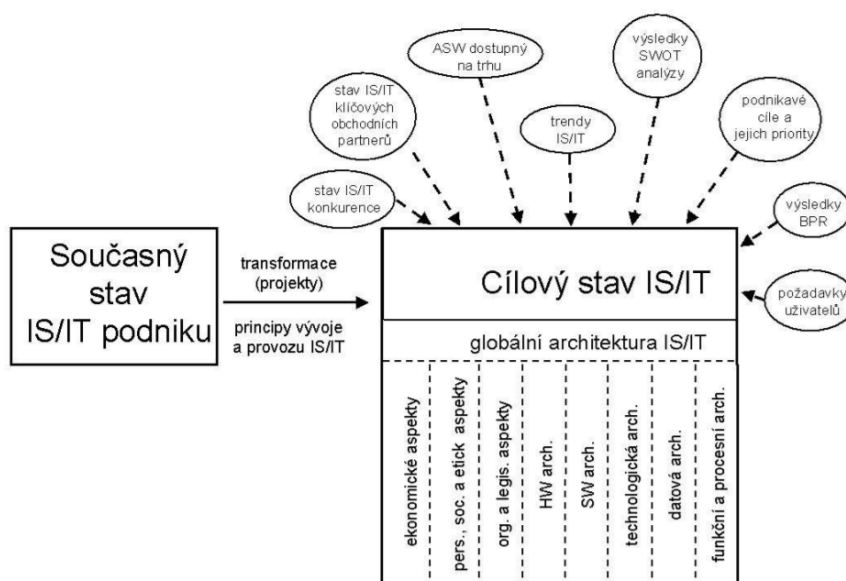 ASW dostupný
na trhu
výsledky
SWOT
analýzy
stav IS/IT
klíčových
obchodních
partnerů
trendy
IS/IT
podnikavé
cíle a
jejich priority
stav IS/IT
konkurence
výsledky
BPR
Současný
stav
IS/IT podniku
transformace
(projekty)
principy vývoje
a provozu IS/IT
Cílový stav IS/IT
požadavky
uživatelů
globální architektura IS/IT
ekonomické aspekty
pers., soc. a etick aspekty
org. a legis. aspekty
HW arch.
SW arch.
technologická arch.
datová arch.
funkční a procesní arch.